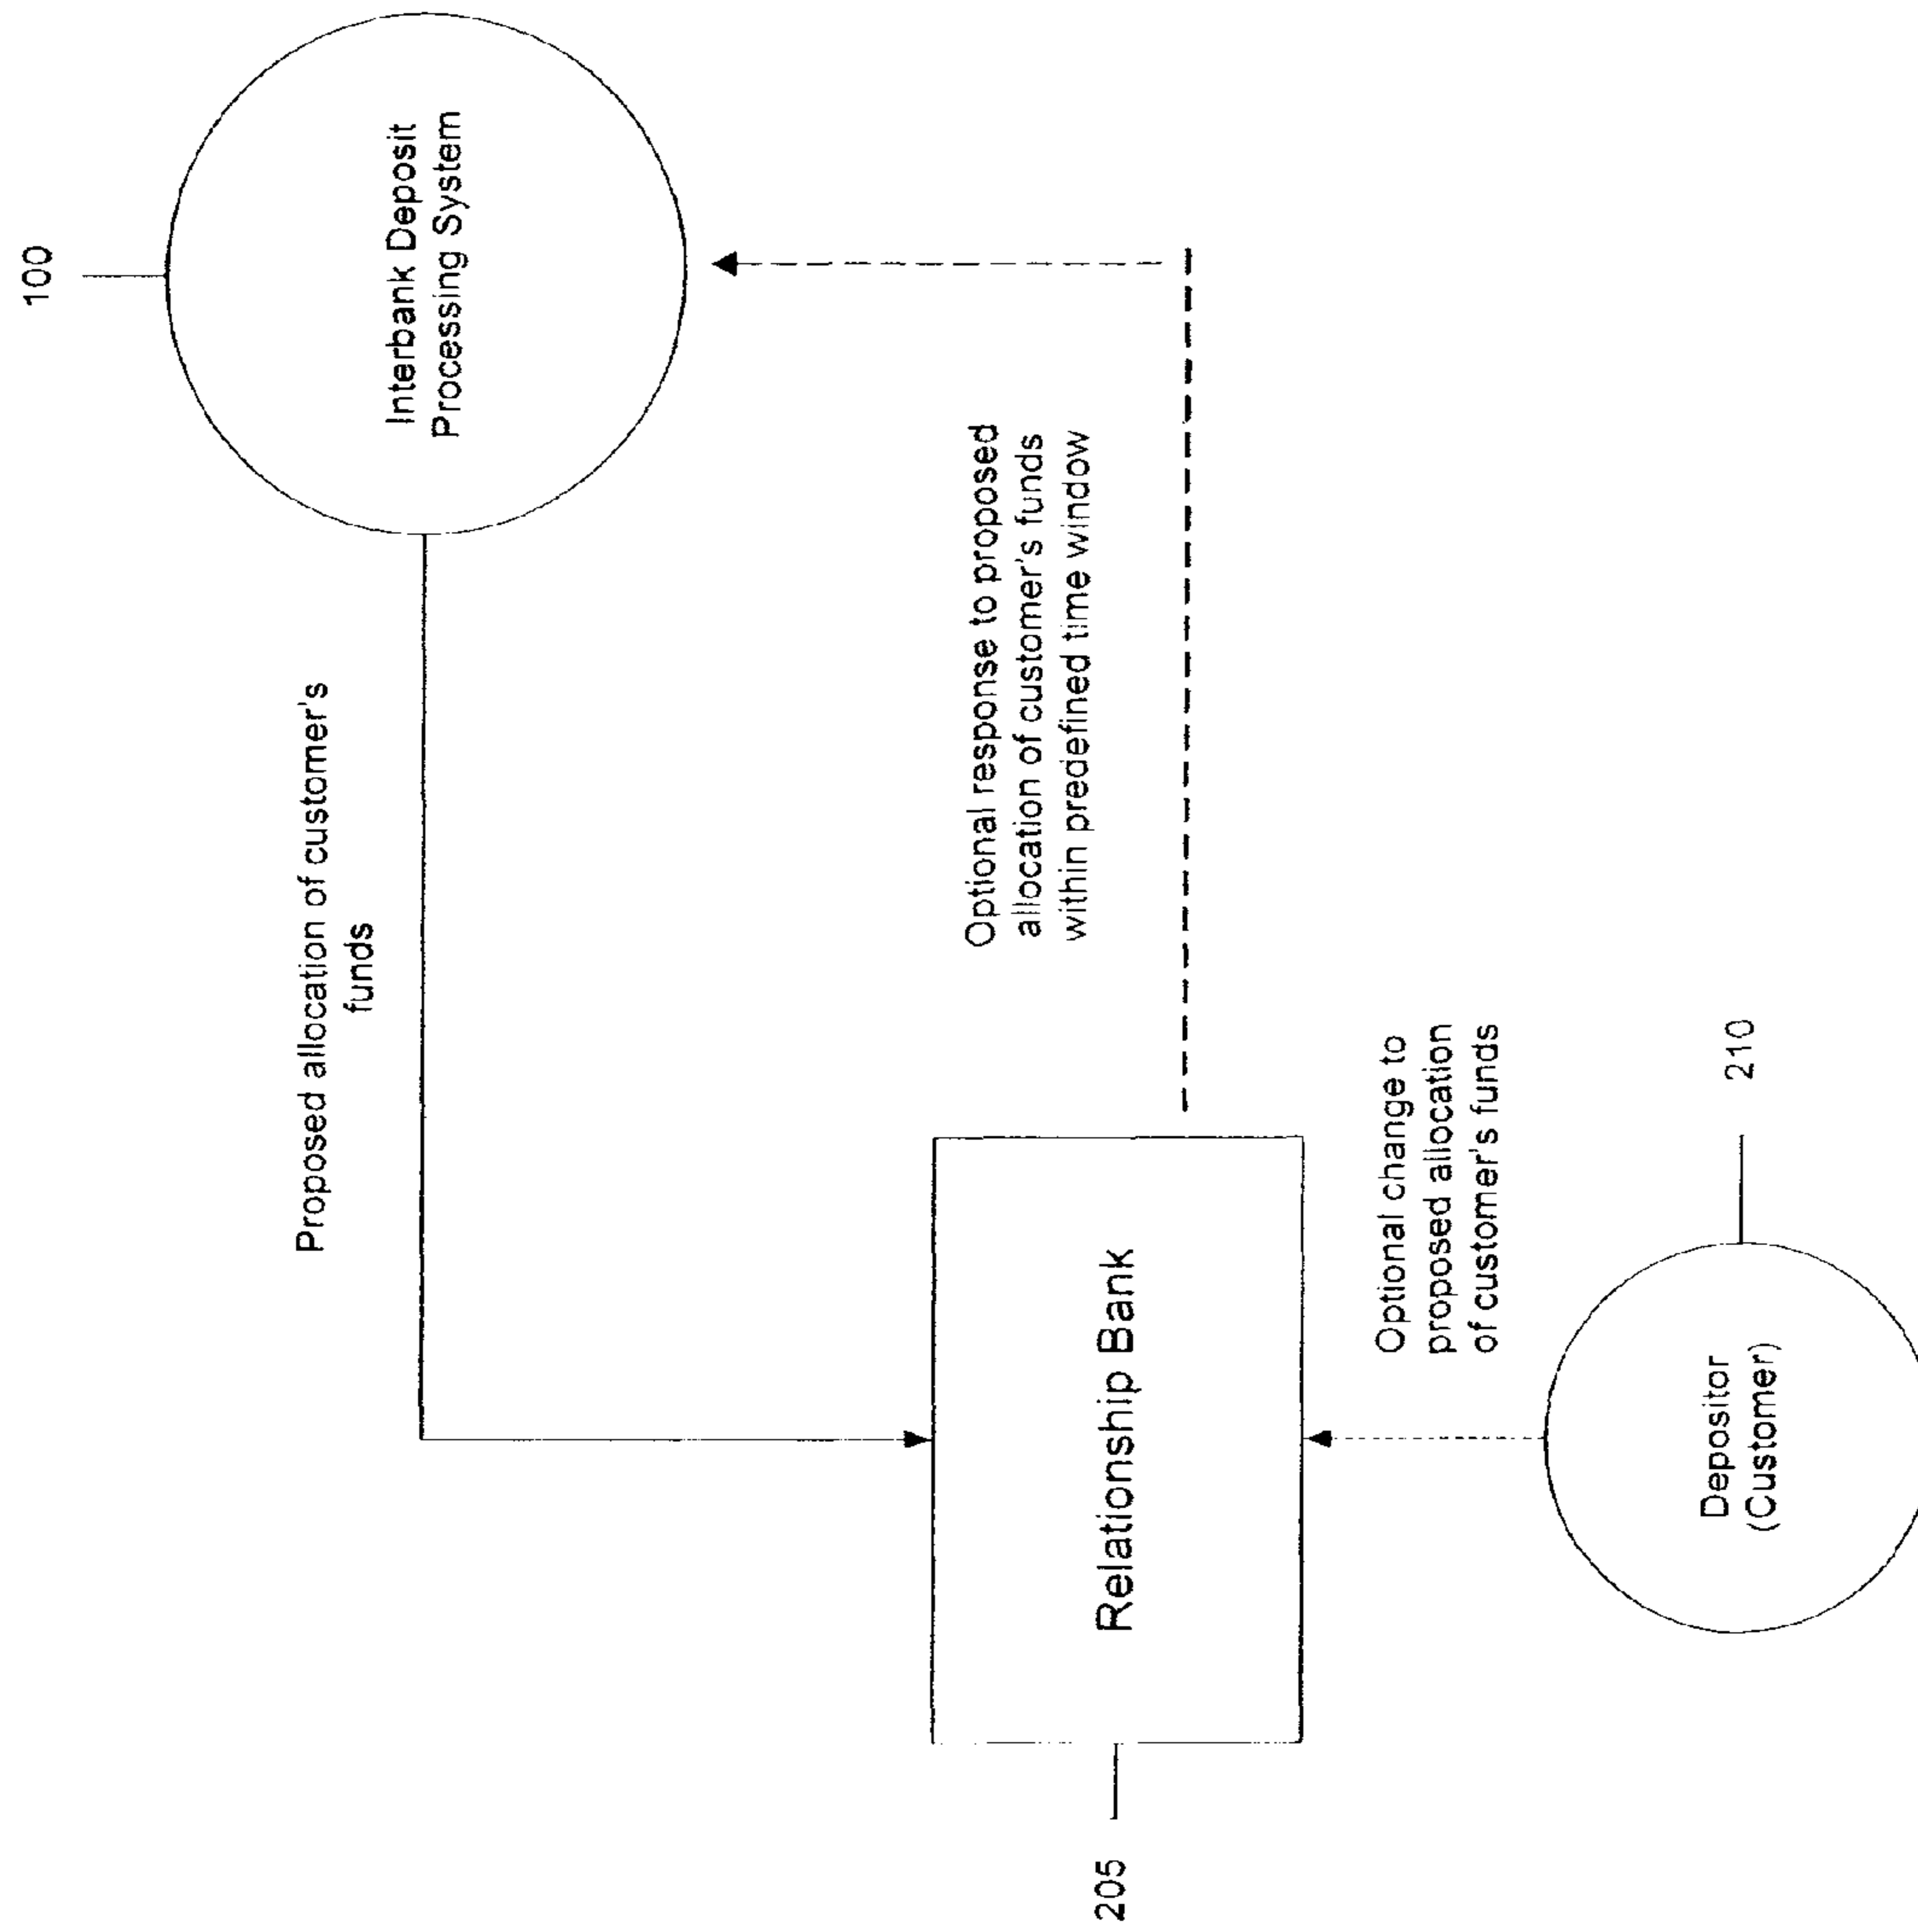 100
Interbank Deposit
Processing System
Proposed allocation of customer's
funds
Optional response to proposed
allocation of customer's funds
within predefined time window
Relationship Bank
205
Optional change to
proposed allocation
of customer's funds
210
Depositor
(Customer)